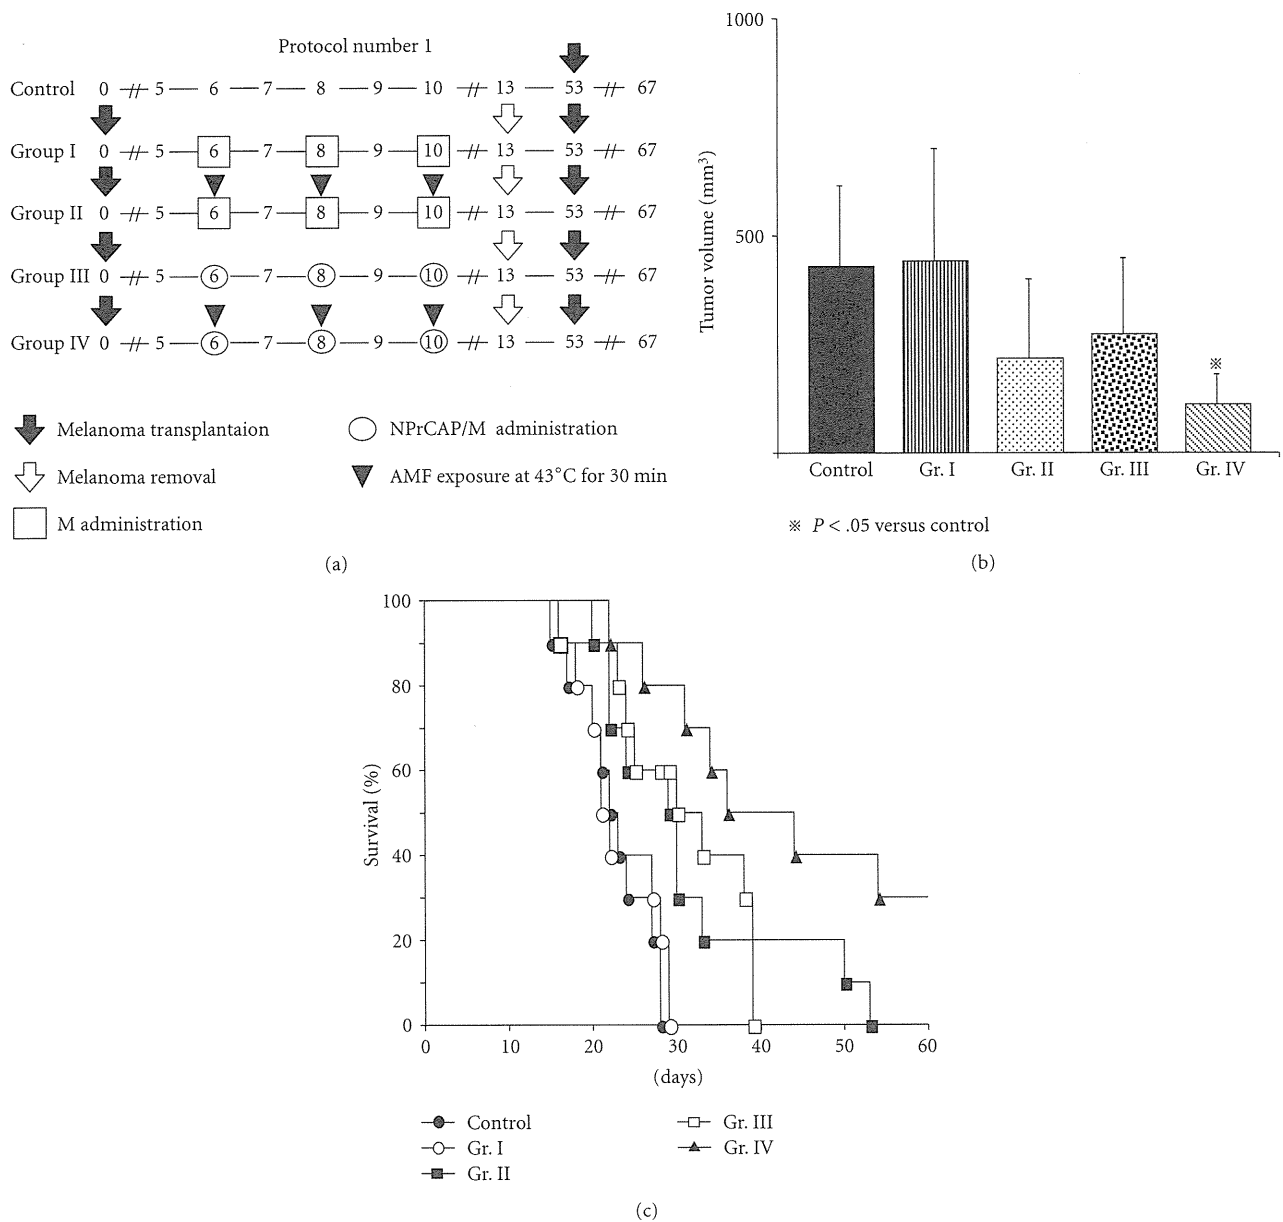 Protocol number 1
Control 0 5 6 7 8 9 10 13 53 67
Group I 0 5 6 7 8 9 10 13 53 67
Group II 0 5 6 7 8 9 10 13 53 67
Group III 0 5 6 7 8 9 10 13 53 67
Group IV 0 5 6 7 8 9 10 13 53 67
Melanoma transplantaion
Melanoma removal
M administration
NPrCAP/M administration
AMF exposure at 43°C for 30 min
(a)
Tumor volume (mm³)
1000
500
※
Control Gr. I Gr. II Gr. III Gr. IV
※ P < .05 versus control
(b)
Survival (%)
100
80
60
40
20
0
0 10 20 30 40 50 60
(days)
Control
Gr. I
Gr. II
Gr. III
Gr. IV
(c)